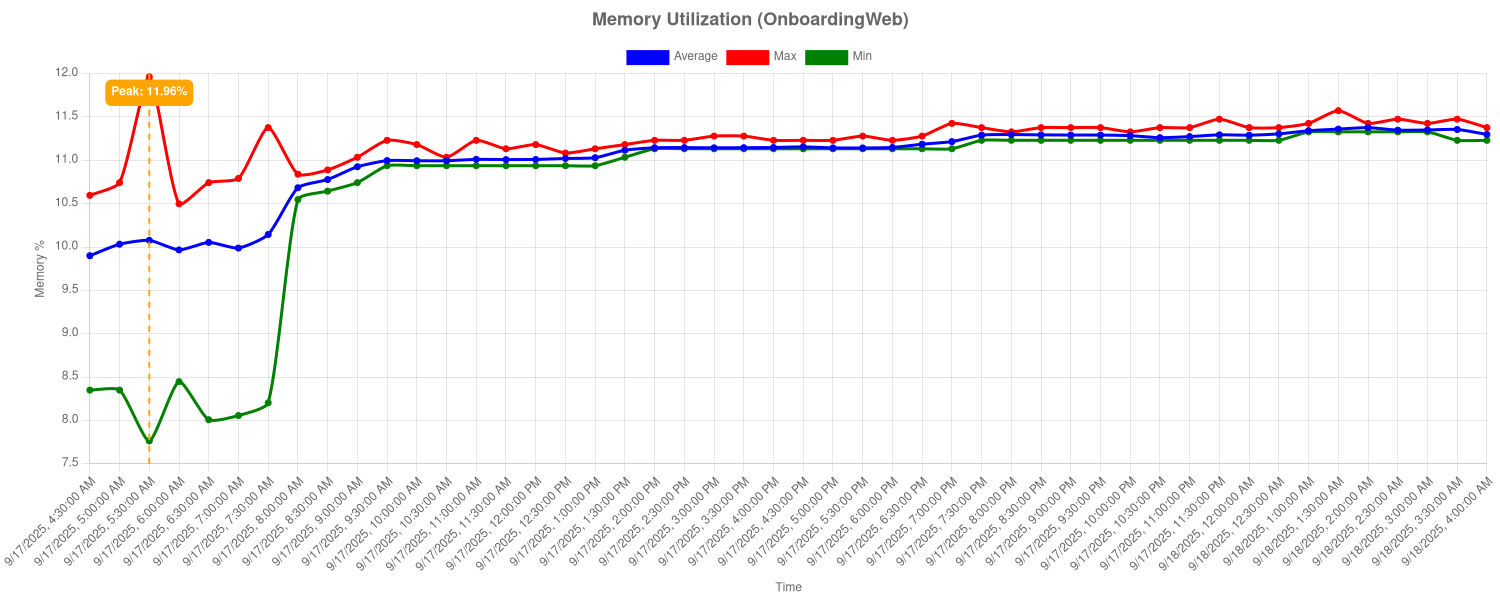 Memory Utilization (OnboardingWeb)
Average Max Min
12.0
Peak: 11.96%
11.5
11.0
10.5
10.0
9.5
9.0
8.5
8.0
7.5
Memory %
9/17/2025, 4:30:00 AM
9/17/2025, 5:00:00 AM
9/17/2025, 5:30:00 AM
9/17/2025, 6:00:00 AM
9/17/2025, 6:30:00 AM
9/17/2025, 7:00:00 AM
9/17/2025, 7:30:00 AM
9/17/2025, 8:00:00 AM
9/17/2025, 8:30:00 AM
9/17/2025, 9:00:00 AM
9/17/2025, 9:30:00 AM
9/17/2025, 10:00:00 AM
9/17/2025, 10:30:00 AM
9/17/2025, 11:00:00 AM
9/17/2025, 11:30:00 AM
9/17/2025, 12:00:00 PM
9/17/2025, 12:30:00 PM
9/17/2025, 1:00:00 PM
9/17/2025, 1:30:00 PM
9/17/2025, 2:00:00 PM
9/17/2025, 2:30:00 PM
9/17/2025, 3:00:00 PM
9/17/2025, 3:30:00 PM
9/17/2025, 4:00:00 PM
9/17/2025, 4:30:00 PM
9/17/2025, 5:00:00 PM
9/17/2025, 5:30:00 PM
9/17/2025, 6:00:00 PM
9/17/2025, 6:30:00 PM
9/17/2025, 7:00:00 PM
9/17/2025, 7:30:00 PM
9/17/2025, 8:00:00 PM
9/17/2025, 8:30:00 PM
9/17/2025, 9:00:00 PM
9/17/2025, 9:30:00 PM
9/17/2025, 10:00:00 PM
9/17/2025, 10:30:00 PM
9/17/2025, 11:00:00 PM
9/17/2025, 11:30:00 PM
9/18/2025, 12:00:00 AM
9/18/2025, 12:30:00 AM
9/18/2025, 1:00:00 AM
9/18/2025, 1:30:00 AM
9/18/2025, 2:00:00 AM
9/18/2025, 2:30:00 AM
9/18/2025, 3:00:00 AM
9/18/2025, 3:30:00 AM
9/18/2025, 4:00:00 AM
Time